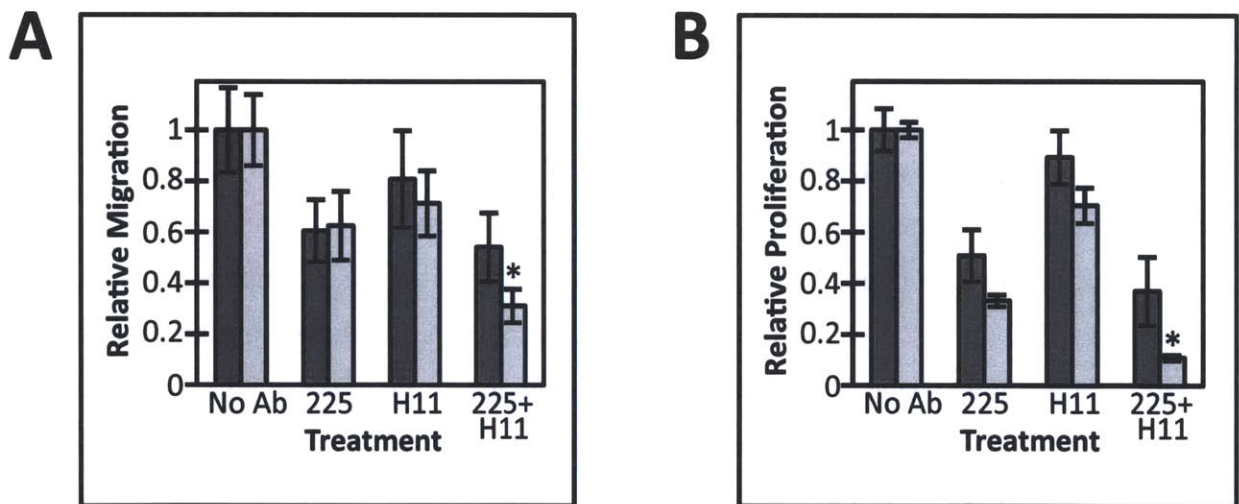 A
Relative Migration
1
0.8
0.6
0.4
0.2
0
*
No Ab 225 H11 225+
H11
Treatment
B
Relative Proliferation
1
0.8
0.6
0.4
0.2
0
*
No Ab 225 H11 225+
H11
Treatment